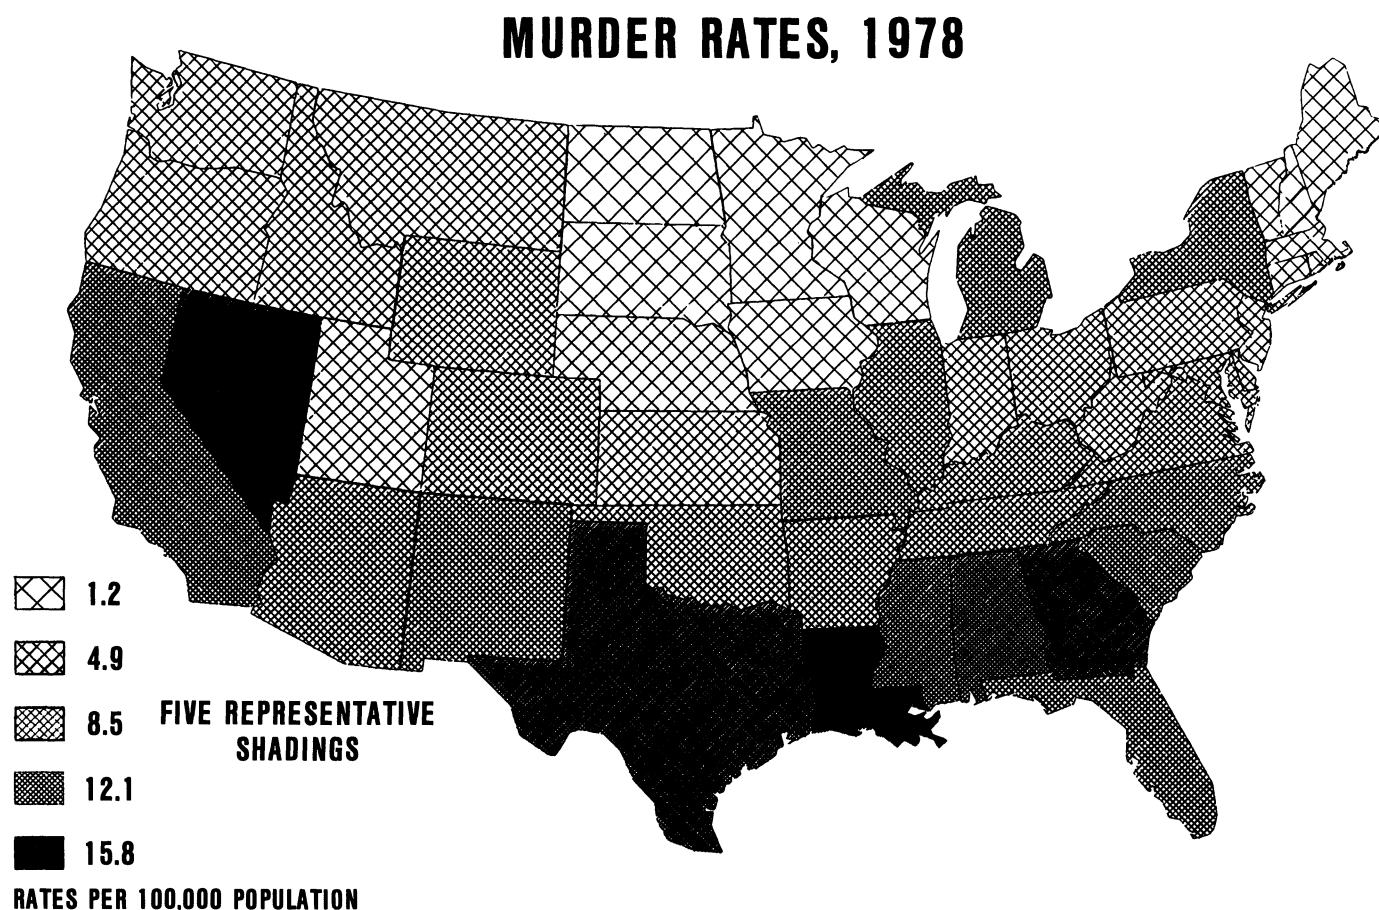 MURDER RATES, 1978
1.2
4.9
8.5
12.1
15.8
FIVE REPRESENTATIVE
SHADINGS
RATES PER 100,000 POPULATION